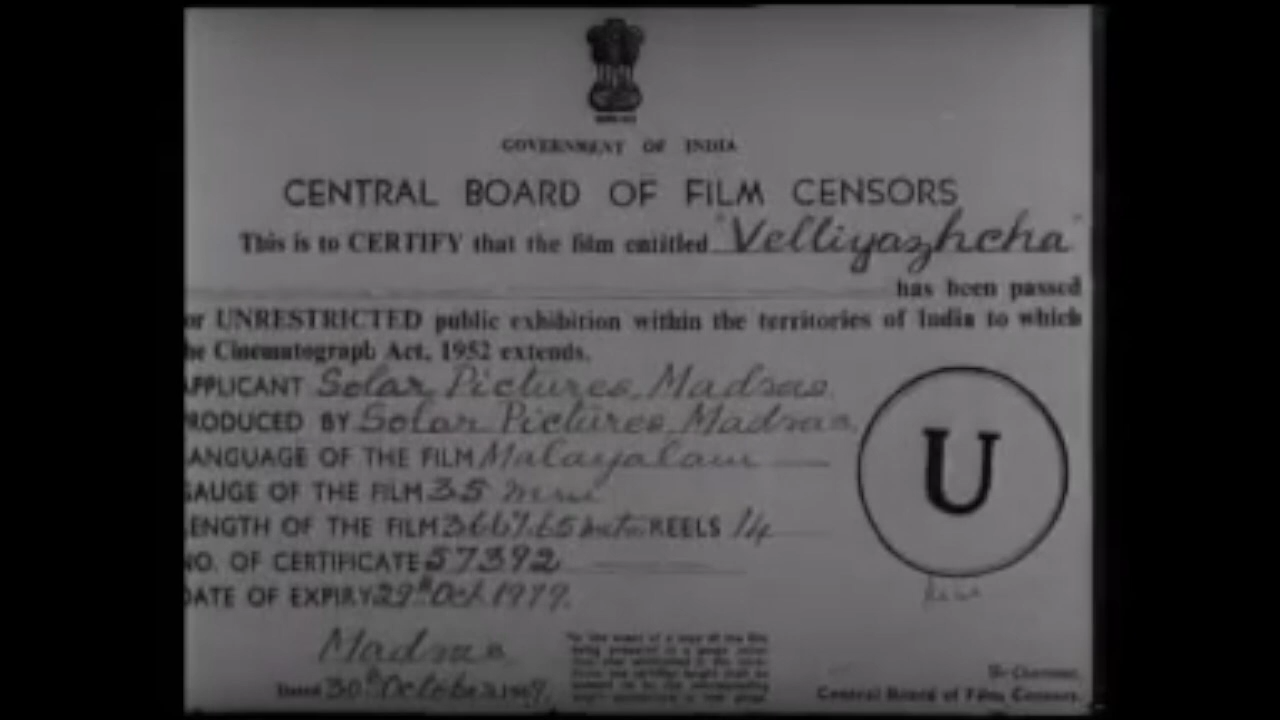 GOVERNMENT OF INDIA
CENTRAL BOARD OF FILM CENSORS
This is to CERTIFY that the film entitled "Velliyazhcha"
has been passed
or UNRESTRICTED public exhibition within the territories of India to which
he Cinematograph Act, 1952 extends.
APPLICANT Solar Pictures, Madras.
RODUCED BY Solar Pictures, Madras.
ANGUAGE OF THE FILM Malayalam
GAUGE OF THE FILM 35 mm
LENGTH OF THE FILM 3667.65 metres REELS 14
NO. OF CERTIFICATE 57392
DATE OF EXPIRY 29th Oct. 1979.
U
Madras
Dated 30th October 1969.
Chairman,
Central Board of Film Censors.